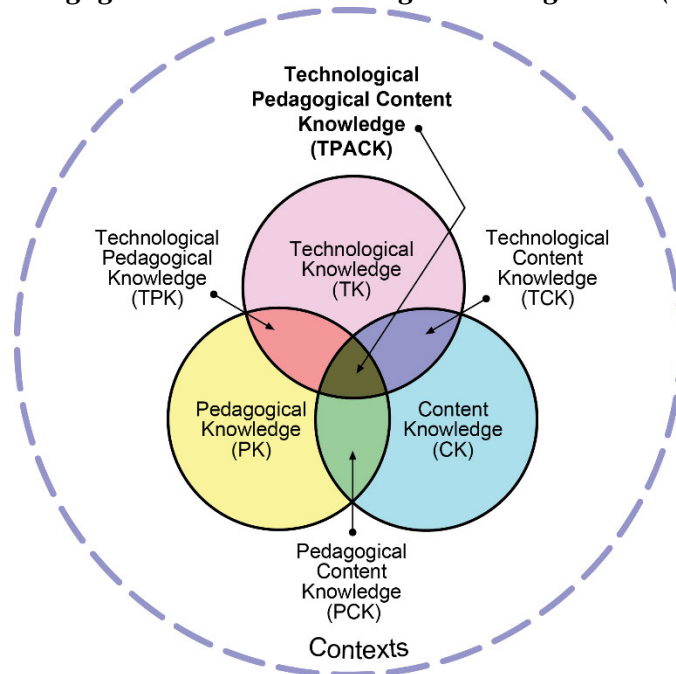 Technological
Pedagogical Content
Knowledge
(TPACK)
Technological
Pedagogical
Knowledge
(TPK)
Technological
Knowledge
(TK)
Technological
Content
Knowledge
(TCK)
Pedagogical
Knowledge
(PK)
Content
Knowledge
(CK)
Pedagogical
Content
Knowledge
(PCK)
Contexts